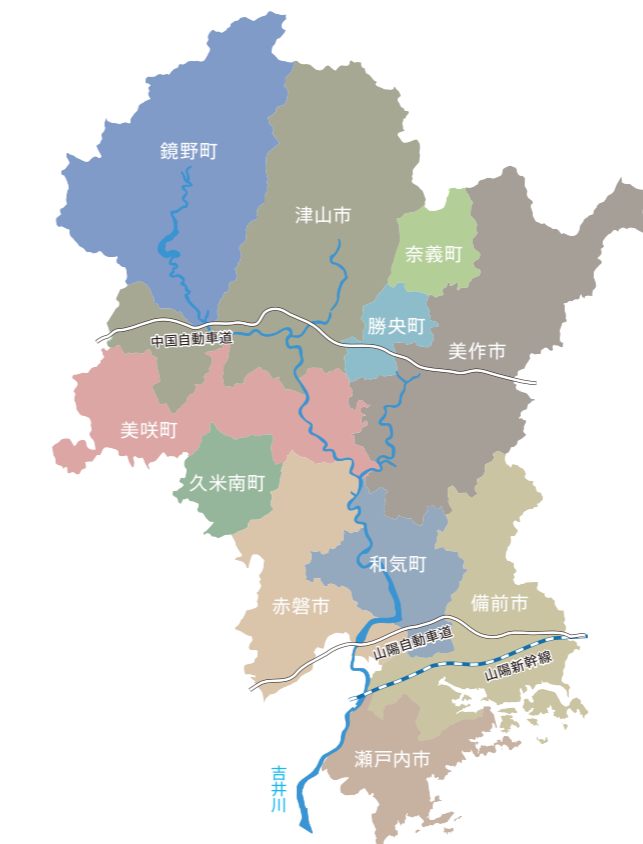 鏡野町
津山市
奈義町
勝央町
中国自動車道
美作市
美咲町
久米南町
和気町
赤磐市
備前市
山陽自動車道
山陽新幹線
瀬戸内市
吉井川